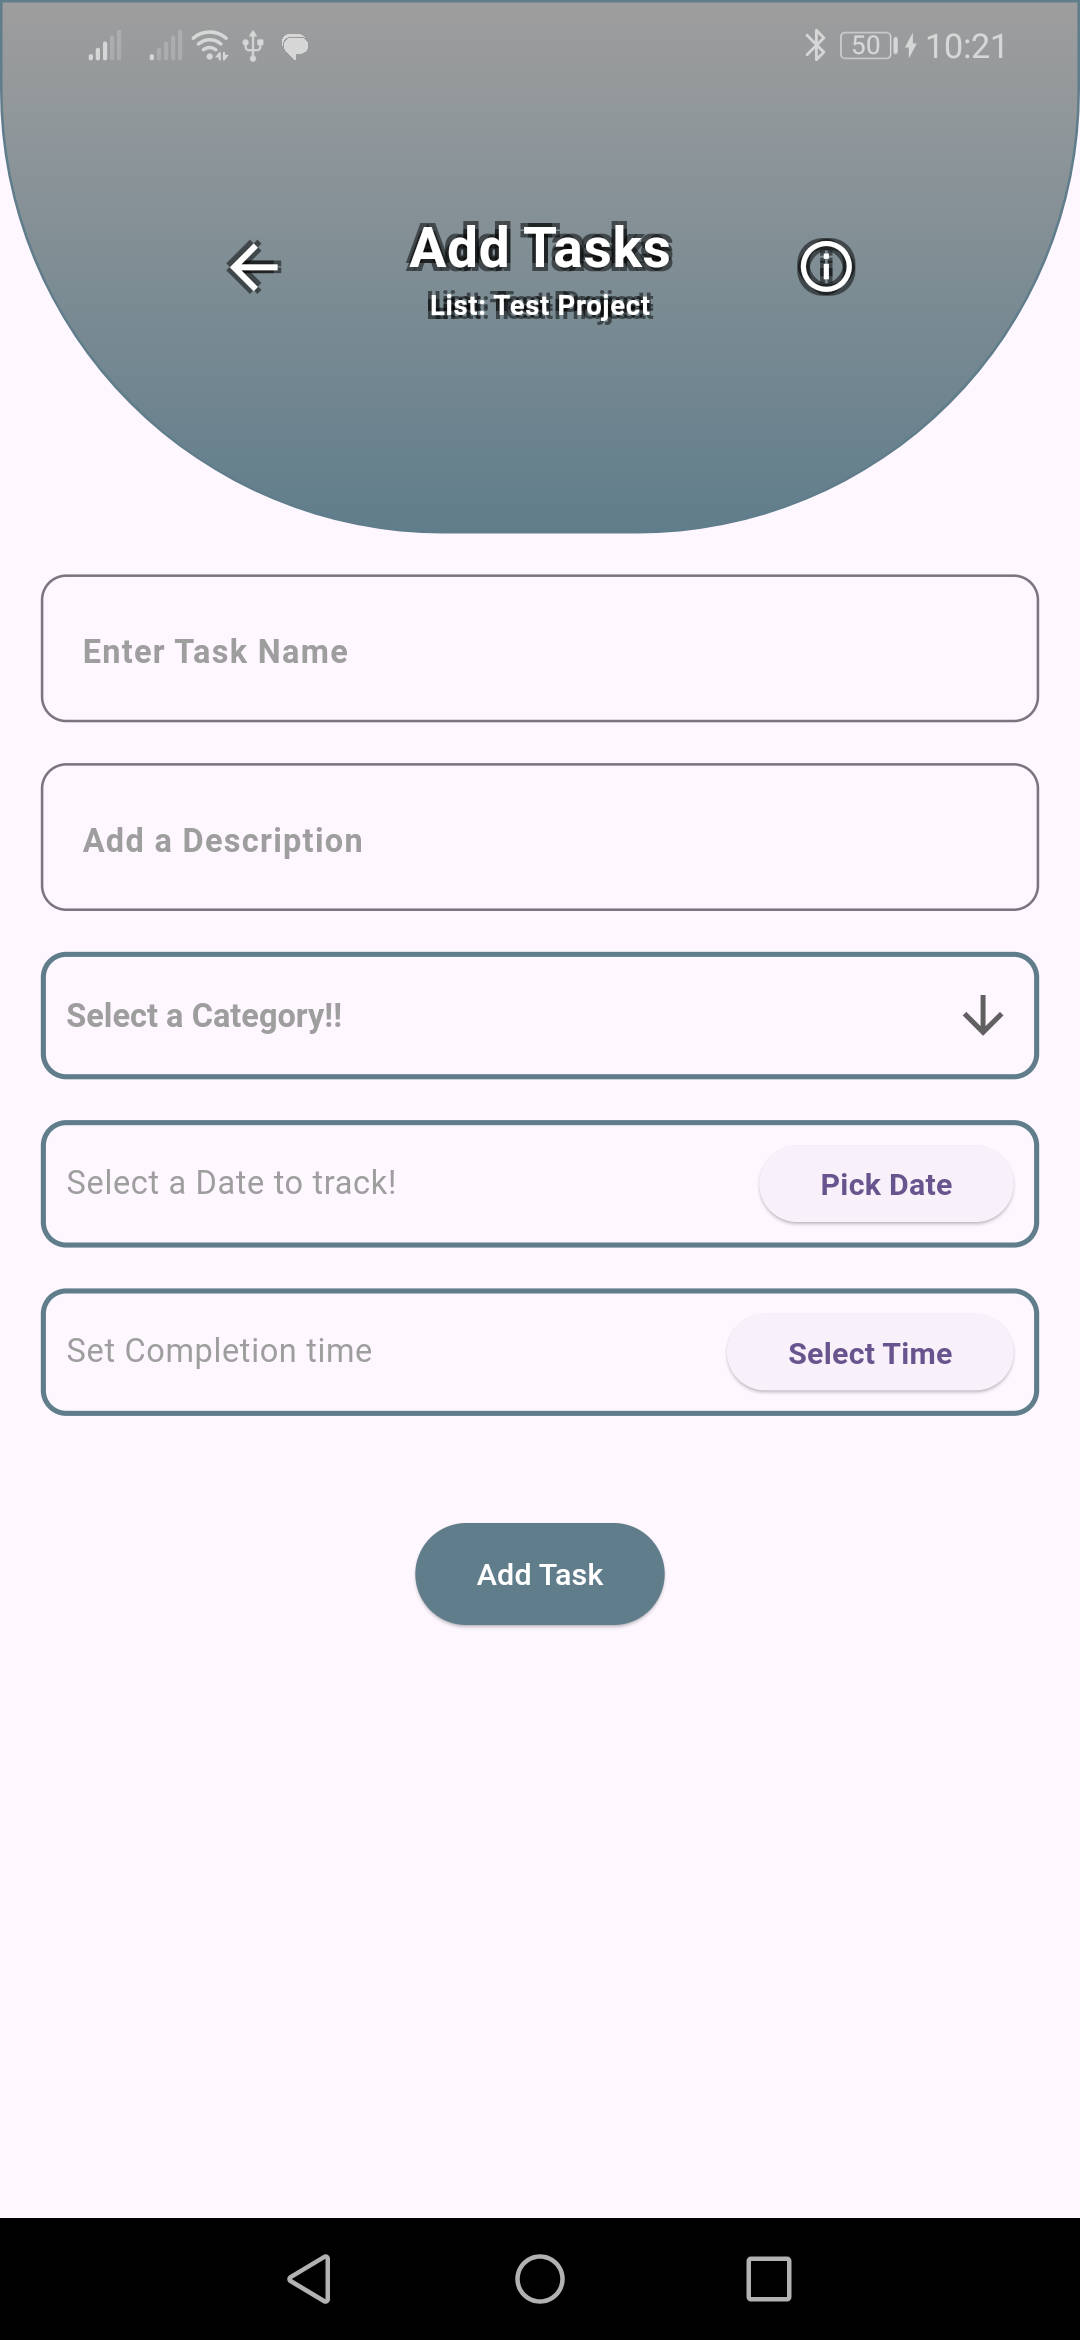 50 10:21
Add Tasks
List: Test Project
Enter Task Name
Add a Description
Select a Category!!
Select a Date to track! Pick Date
Set Completion time Select Time
Add Task